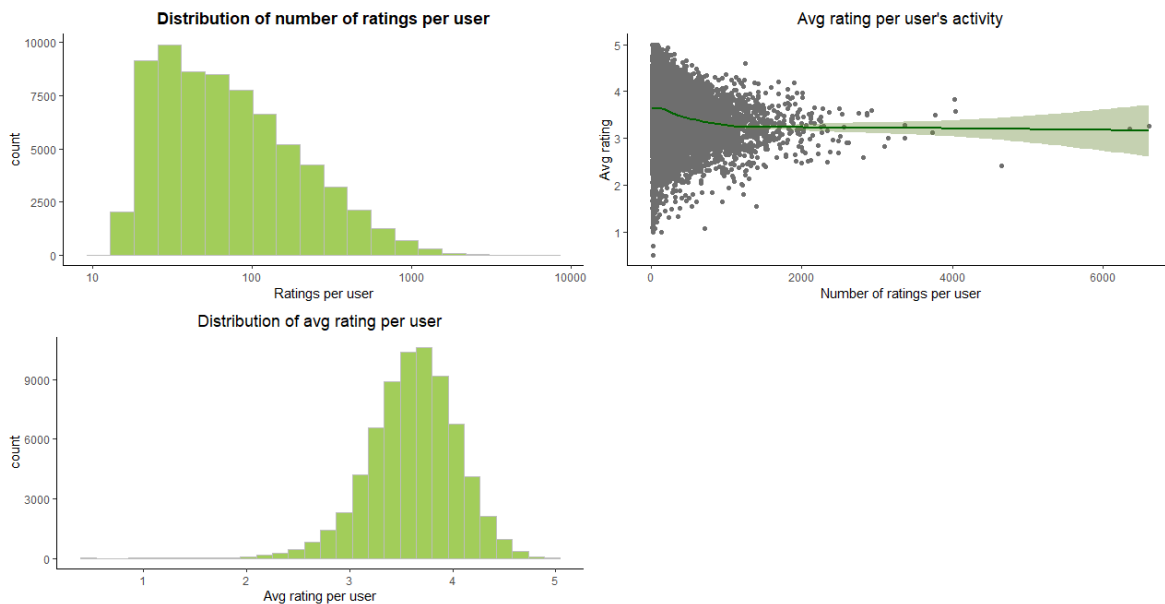 Distribution of number of ratings per user
10000
7500
5000
2500
0
count
10 100 1000 10000
Ratings per user
Avg rating per user's activity
5
4
3
2
1
Avg rating
0 2000 4000 6000
Number of ratings per user
Distribution of avg rating per user
9000
6000
3000
0
count
1 2 3 4 5
Avg rating per user